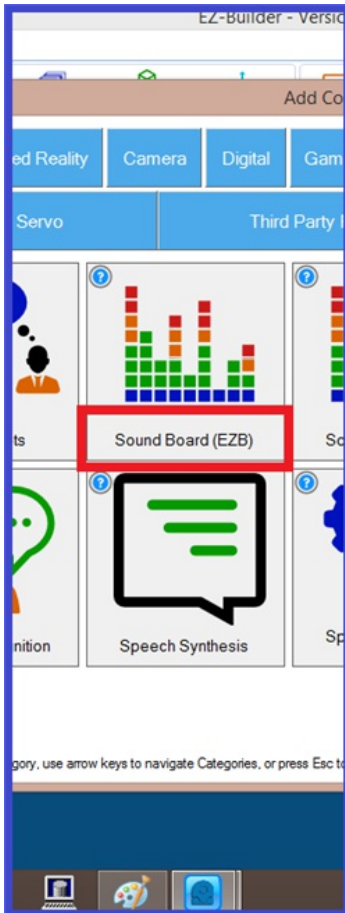 EZ-Builder - Versio
Add Co
ed Reality
Camera
Digital
Gam
Servo
Third Party
ts
Sound Board (EZB)
So
nition
Speech Synthesis
Sp
gory, use arrow keys to navigate Categories, or press Esc to